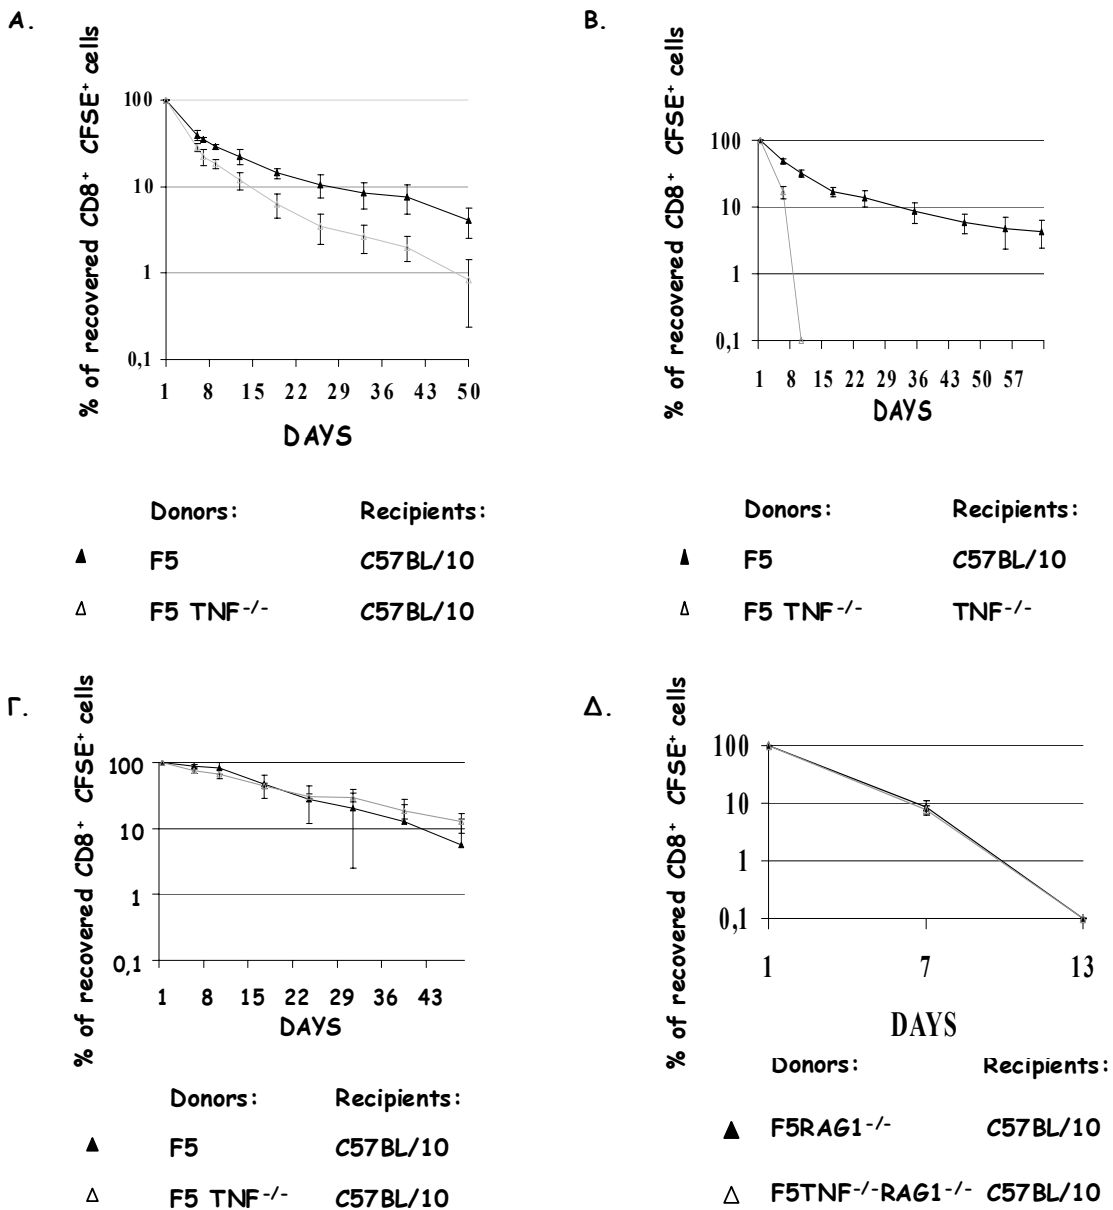 A.
% of recovered CD8⁺ CFSE⁺ cells
100
10
1
0,1
1 8 15 22 29 36 43 50
DAYS
Donors: Recipients:
▲ F5 C57BL/10
△ F5 TNF⁻/⁻ C57BL/10
B.
% of recovered CD8⁺ CFSE⁺ cells
100
10
1
0,1
1 8 15 22 29 36 43 50 57
DAYS
Donors: Recipients:
▲ F5 C57BL/10
△ F5 TNF⁻/⁻ TNF⁻/⁻
Γ.
% of recovered CD8⁺ CFSE⁺ cells
100
10
1
0,1
1 8 15 22 29 36 43
DAYS
Donors: Recipients:
▲ F5 C57BL/10
△ F5 TNF⁻/⁻ C57BL/10
Δ.
% of recovered CD8⁺ CFSE⁺ cells
100
10
1
0,1
1 7 13
DAYS
Donors: Recipients:
▲ F5RAG1⁻/⁻ C57BL/10
△ F5TNF⁻/⁻RAG1⁻/⁻ C57BL/10